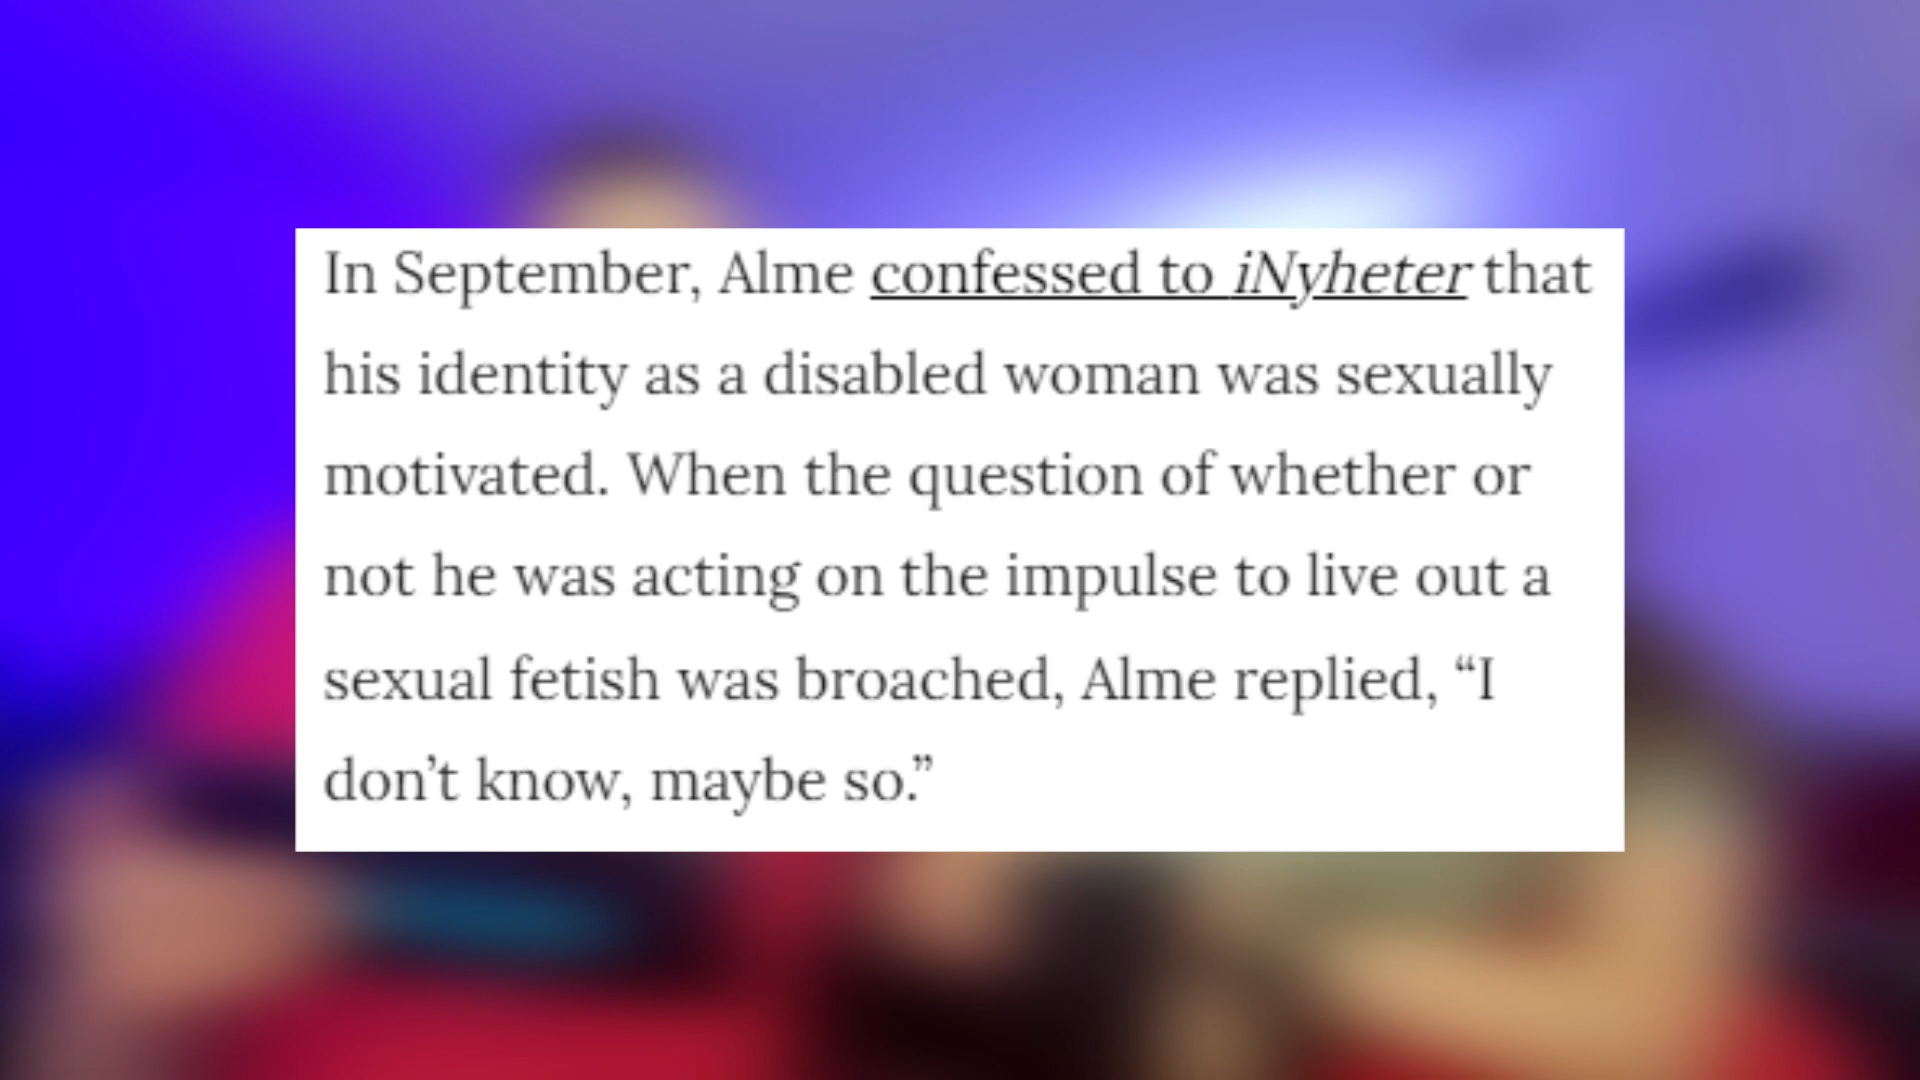 In September, Alme confessed to iNyheter that
his identity as a disabled woman was sexually
motivated. When the question of whether or
not he was acting on the impulse to live out a
sexual fetish was broached, Alme replied, “I
don’t know, maybe so.”